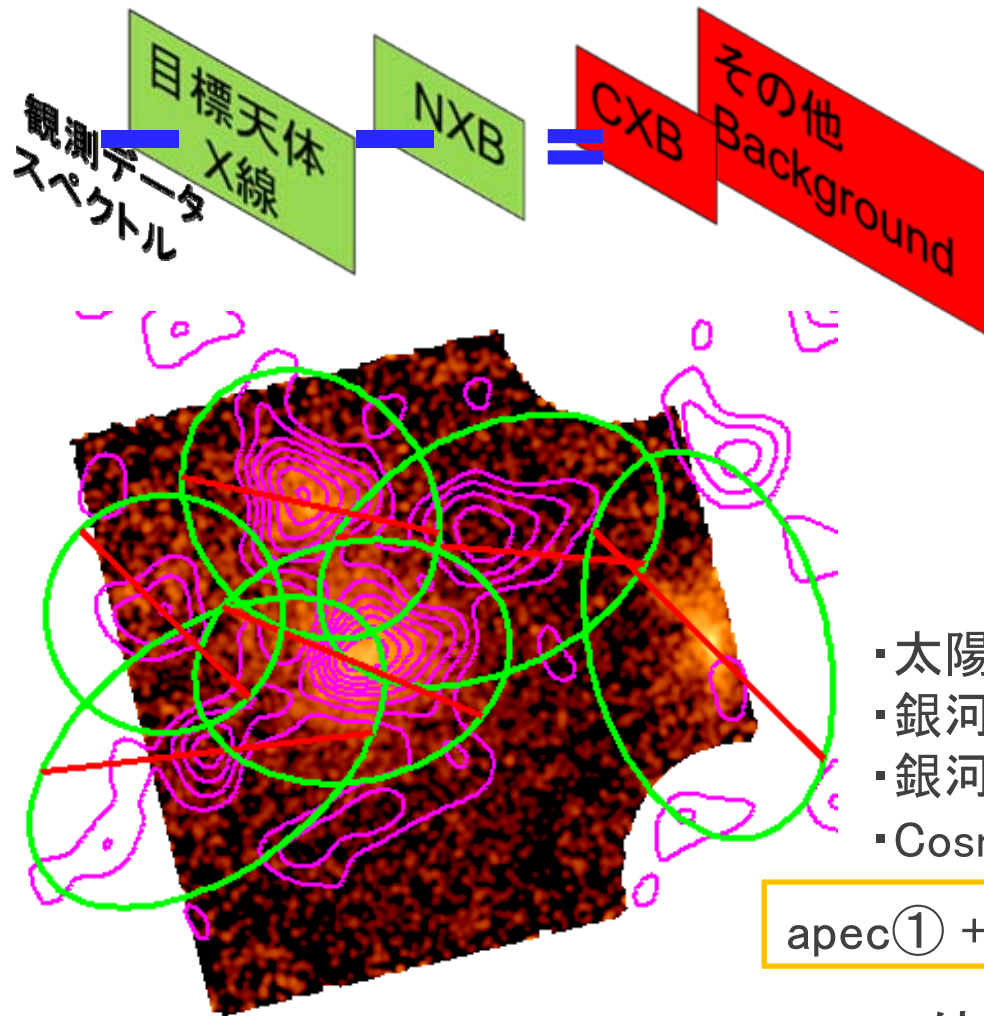 観測データ
スペクトル
目標天体
X線
NXB
CXB
その他
Background
・太陽
・銀河
・銀河
・Cosm
apec① +